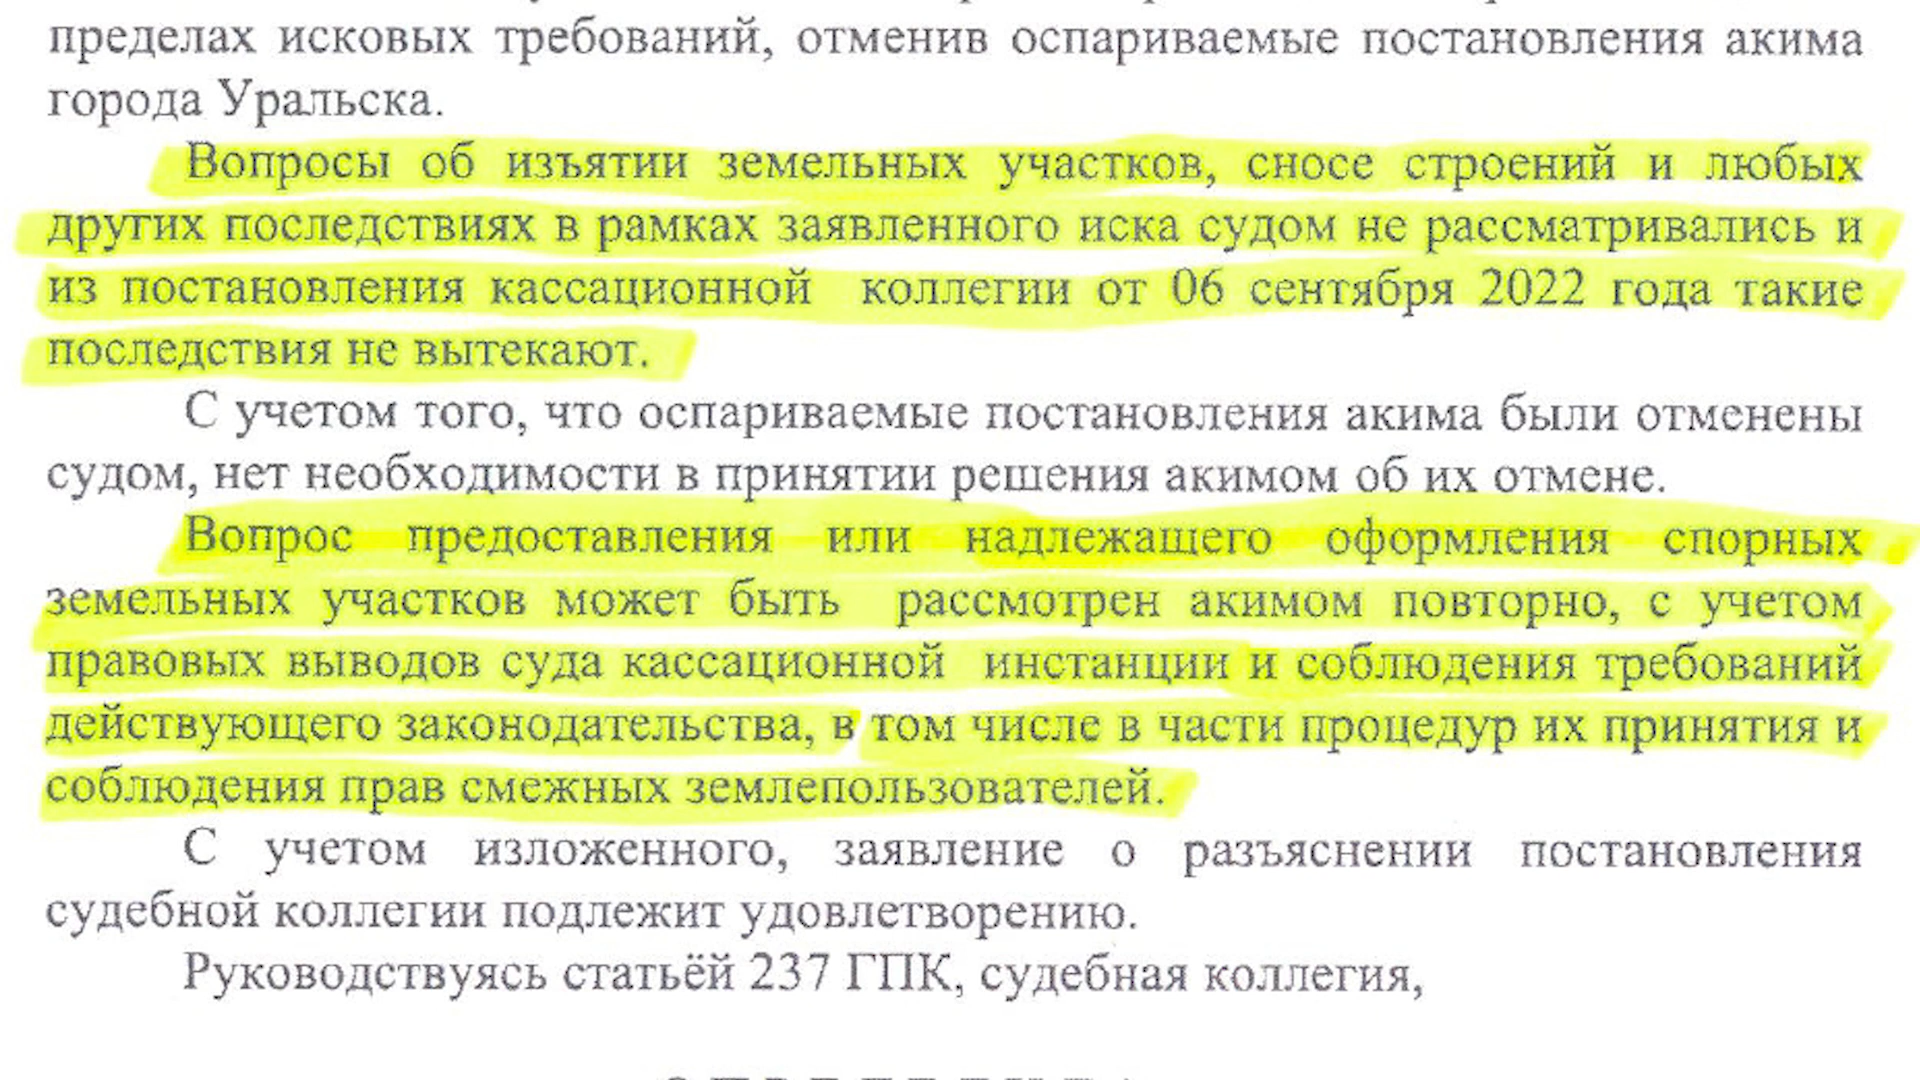 пределах исковых требований, отменив оспариваемые постановления акима
города Уральска.
Вопросы об изъятии земельных участков, сносе строений и любых
других последствиях в рамках заявленного иска судом не рассматривались и
из постановления кассационной коллегии от 06 сентября 2022 года такие
последствия не вытекают.
С учетом того, что оспариваемые постановления акима были отменены
судом, нет необходимости в принятии решения акимом об их отмене.
Вопрос предоставления или надлежащего оформления спорных
земельных участков может быть рассмотрен акимом повторно, с учетом
правовых выводов суда кассационной инстанции и соблюдения требований
действующего законодательства, в том числе в части процедур их принятия и
соблюдения прав смежных землепользователей.
С учетом изложенного, заявление о разъяснении постановления
судебной коллегии подлежит удовлетворению.
Руководствуясь статьёй 237 ГПК, судебная коллегия,